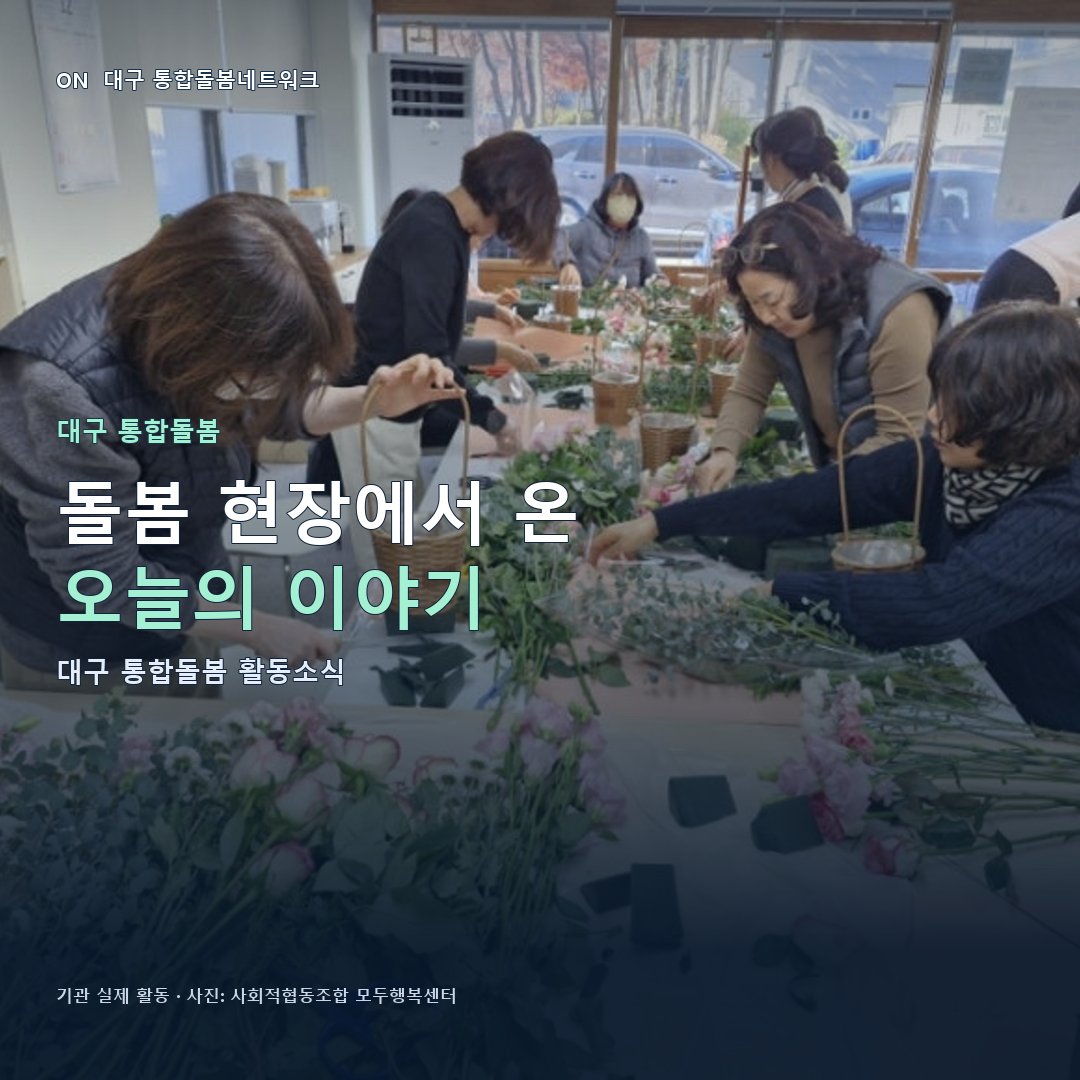 ON 대구 통합돌봄네트워크
대구 통합돌봄
돌봄 현장에서 온
오늘의 이야기
대구 통합돌봄 활동소식
기관 실제 활동 · 사진: 사회적협동조합 모두행복센터